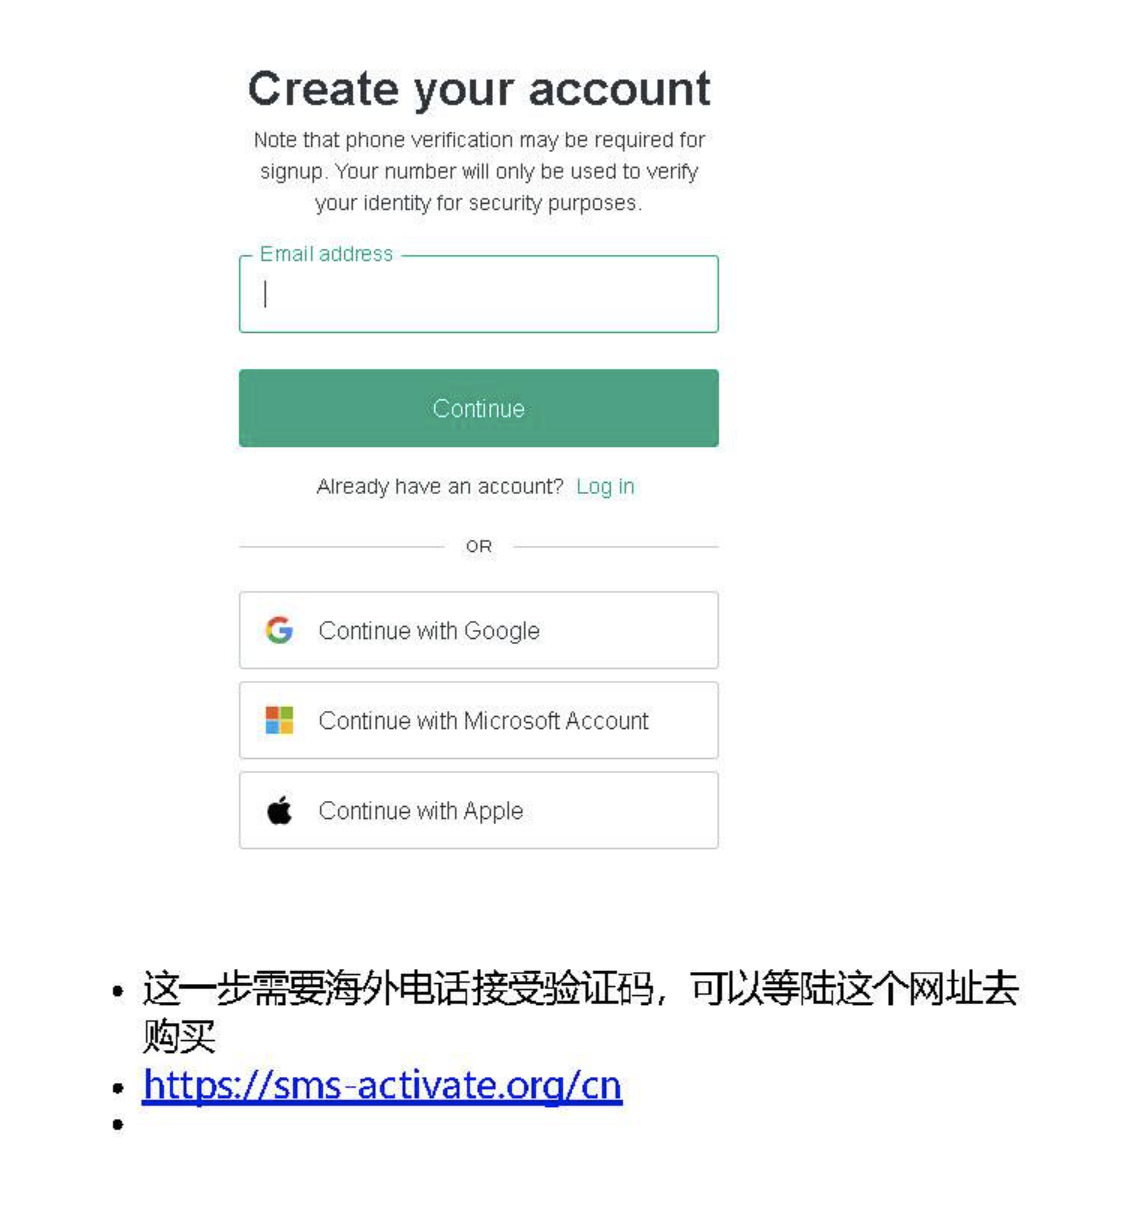 Create your account
Note that phone verification may be required for
signup. Your number will only be used to verify
your identity for security purposes.
Email address
Continue
Already have an account? Log in
OR
Continue with Google
Continue with Microsoft Account
Continue with Apple
• 这一步需要海外电话接受验证码，可以等陆这个网址去
购买
• https://sms-activate.org/cn
•